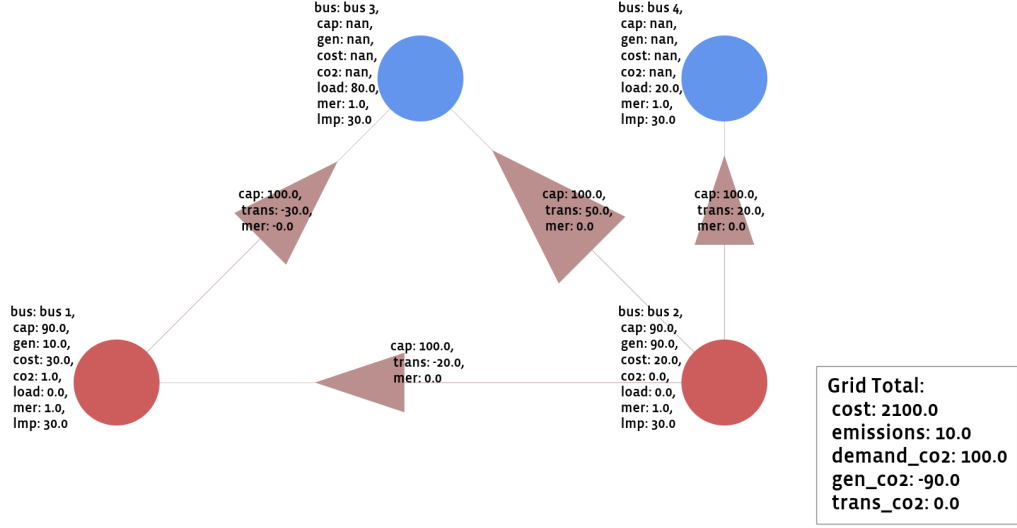 bus: bus 3,
cap: nan,
gen: nan,
cost: nan,
co2: nan,
load: 80.0,
mer: 1.0,
lmp: 30.0
bus: bus 4,
cap: nan,
gen: nan,
cost: nan,
co2: nan,
load: 20.0,
mer: 1.0,
lmp: 30.0
cap: 100.0,
trans: -30.0,
mer: -0.0
cap: 100.0,
trans: 50.0,
mer: 0.0
cap: 100.0,
trans: 20.0,
mer: 0.0
bus: bus 1,
cap: 90.0,
gen: 10.0,
cost: 30.0,
co2: 1.0,
load: 0.0,
mer: 1.0,
lmp: 30.0
cap: 100.0,
trans: -20.0,
mer: 0.0
bus: bus 2,
cap: 90.0,
gen: 90.0,
cost: 20.0,
co2: 0.0,
load: 0.0,
mer: 1.0,
lmp: 30.0
Grid Total:
cost: 2100.0
emissions: 10.0
demand_co2: 100.0
gen_co2: -90.0
trans_co2: 0.0